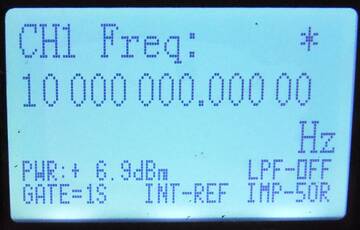 CH1 Freq: *
10 000 000.000 00
Hz
PWR:+ 6.9dBm LPF-OFF
GATE=1S INT-REF IMP-50R